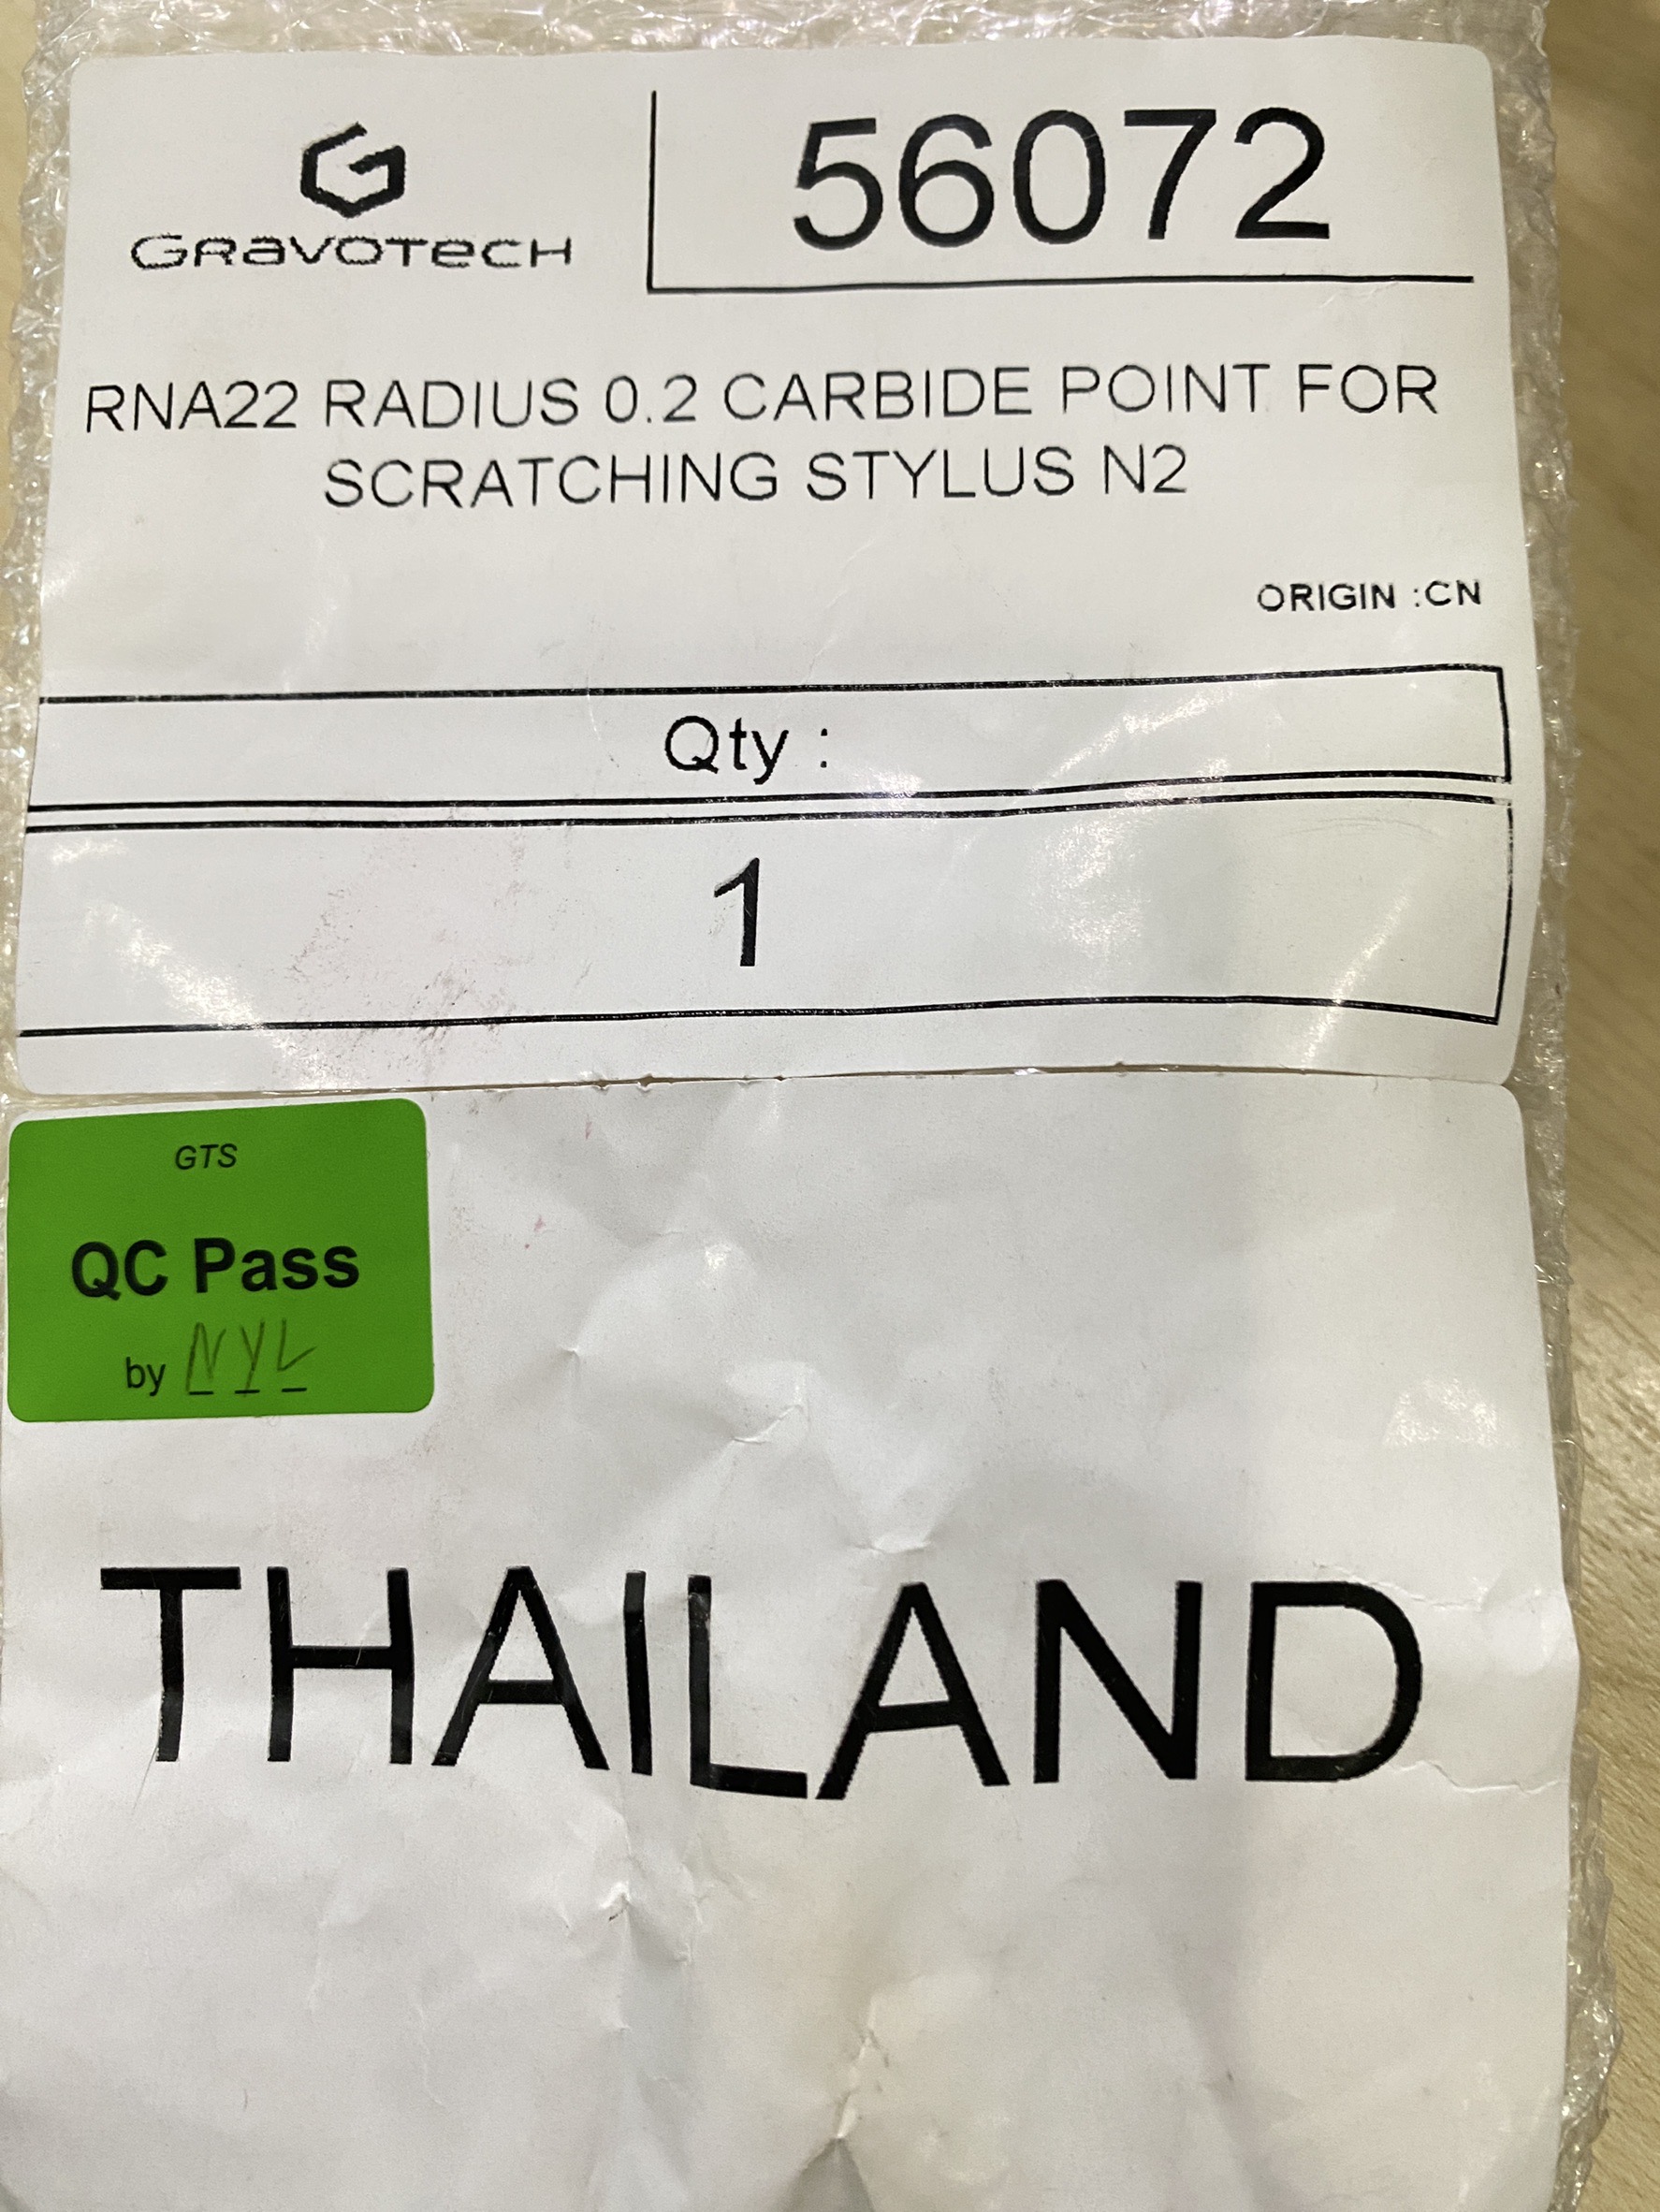 GRAVOTECH
56072
RNA22 RADIUS 0.2 CARBIDE POINT FOR
SCRATCHING STYLUS N2
ORIGIN :CN
Qty :
1
GTS
QC Pass
by NYL
THAILAND